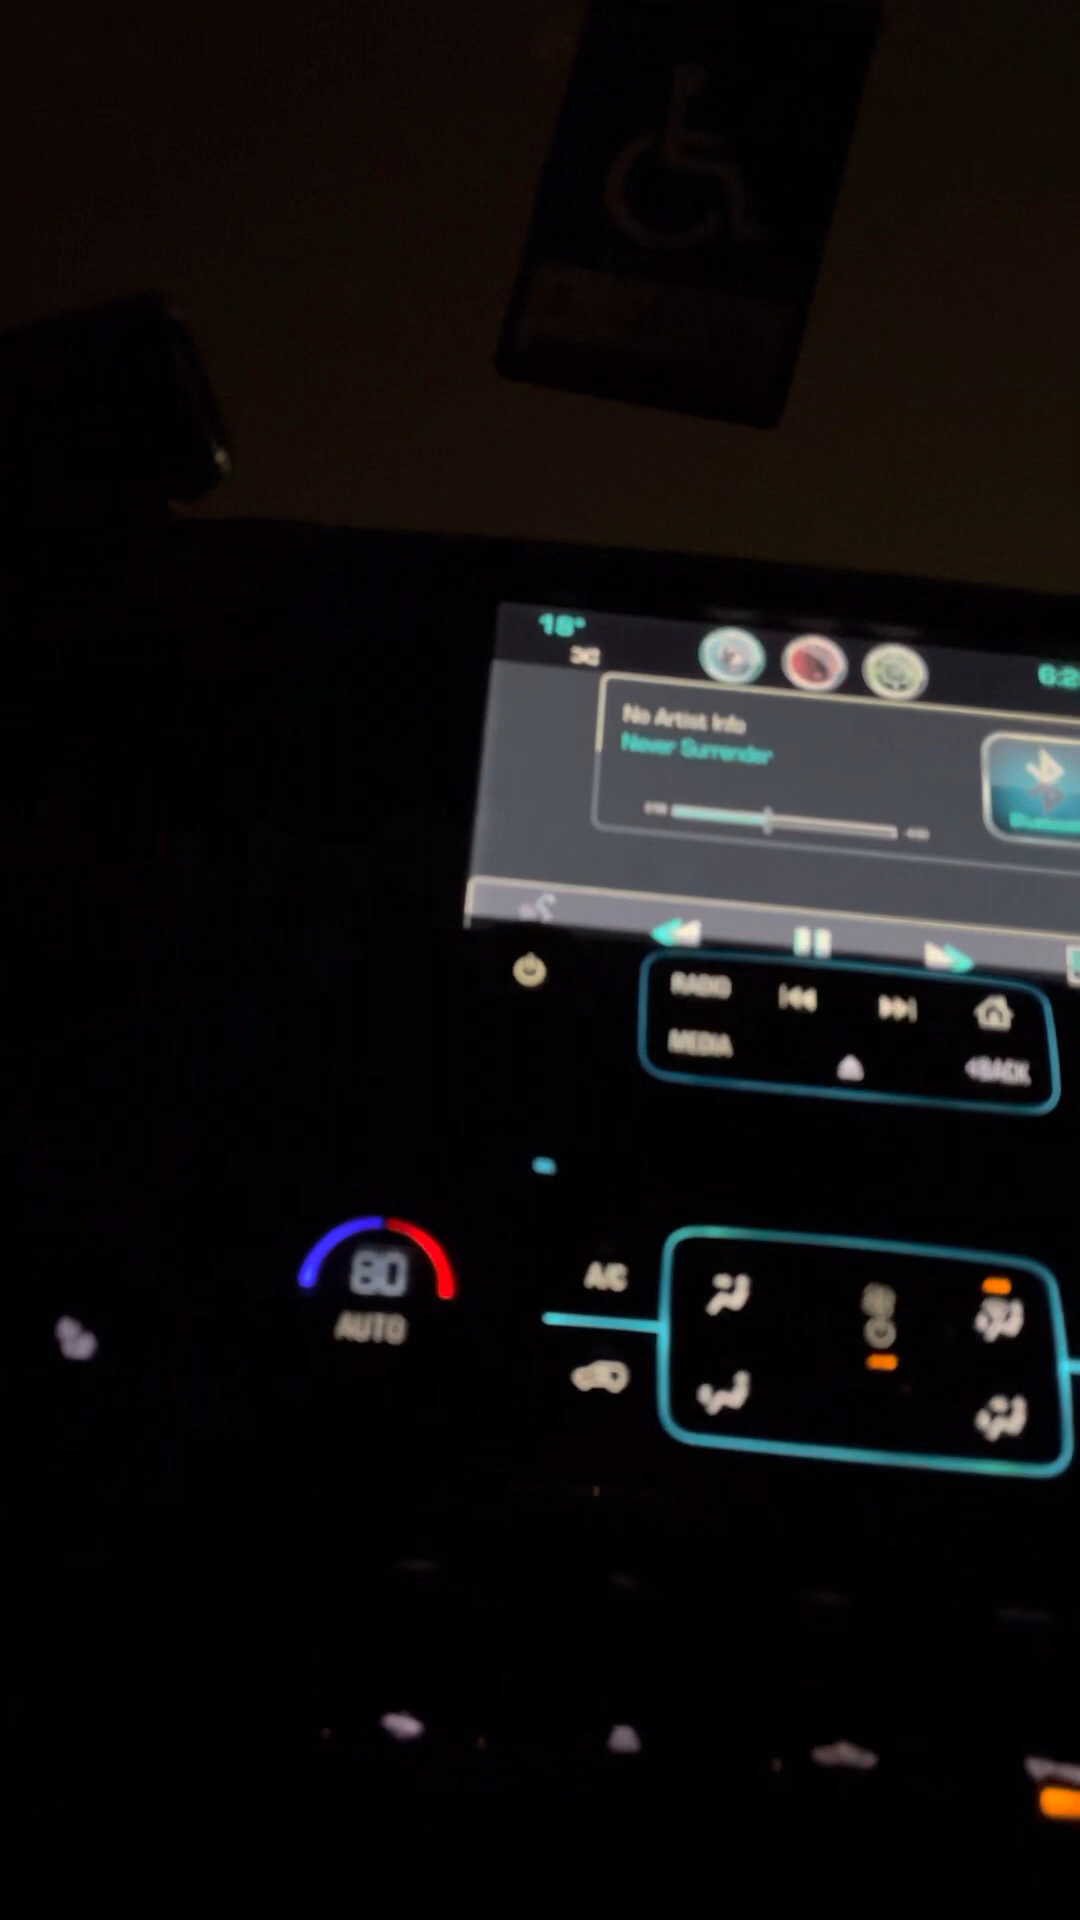 18°
No Artist Info
Never Surrender
RADIO
MEDIA
BACK
80
AUTO
A/C